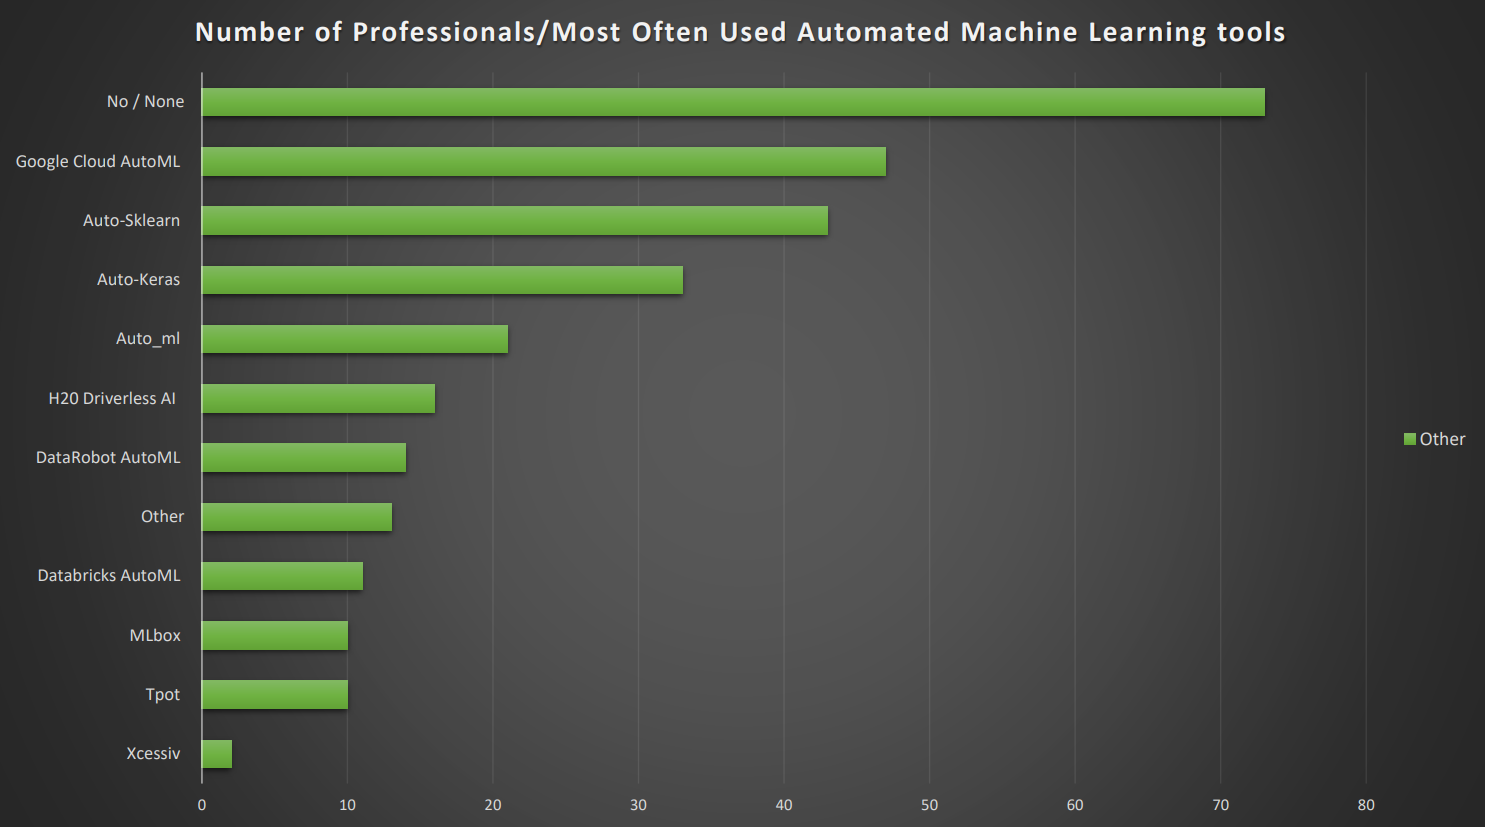 Number of Professionals/Most Often Used Automated Machine Learning tools
No / None
Google Cloud AutoML
Auto-Sklearn
Auto-Keras
Auto_ml
H20 Driverless AI
DataRobot AutoML
Other
Databricks AutoML
MLbox
Tpot
Xcessiv
0 10 20 30 40 50 60 70 80
Other